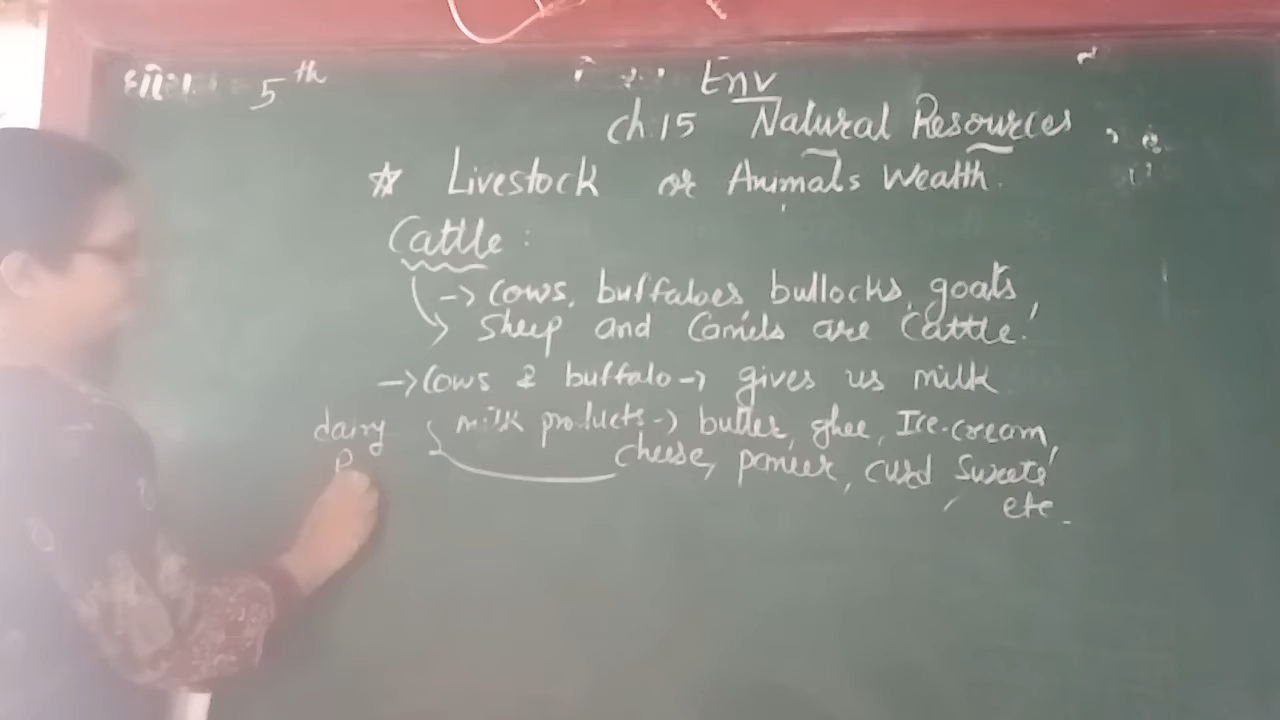 5th
Env
ch:15 Natural Resources
☆ Livestock or Animals Wealth.
Cattle:
-> Cows, buffaloes, bullocks, goats,
-> Sheep and Camels are Cattle.
-> Cows & buffalo -> gives us milk
milk products -> butter, ghee, Ice-cream,
cheese, paneer, curd, Sweets,
etc.
dairy
P